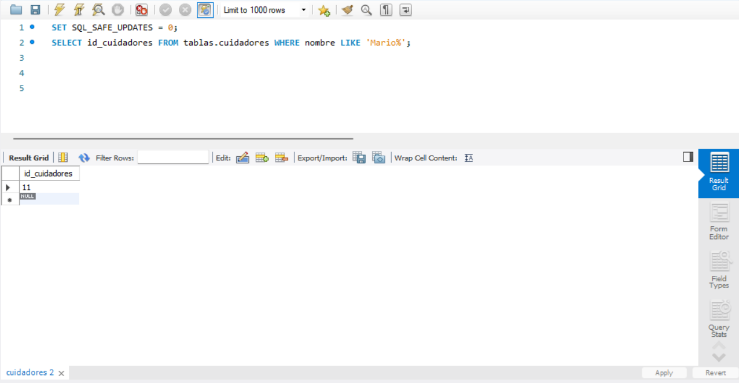 Limit to 1000 rows
1 SET SQL_SAFE_UPDATES = 0;
2 SELECT id_cuidadores FROM tablas.cuidadores WHERE nombre LIKE 'Mario%';
3
4
5
Result Grid Filter Rows: Edit: Export/Import: Wrap Cell Content:
id_cuidadores
11
NULL
Result
Grid
Form
Editor
Field
Types
Query
Stats
cuidadores 2 Apply Revert